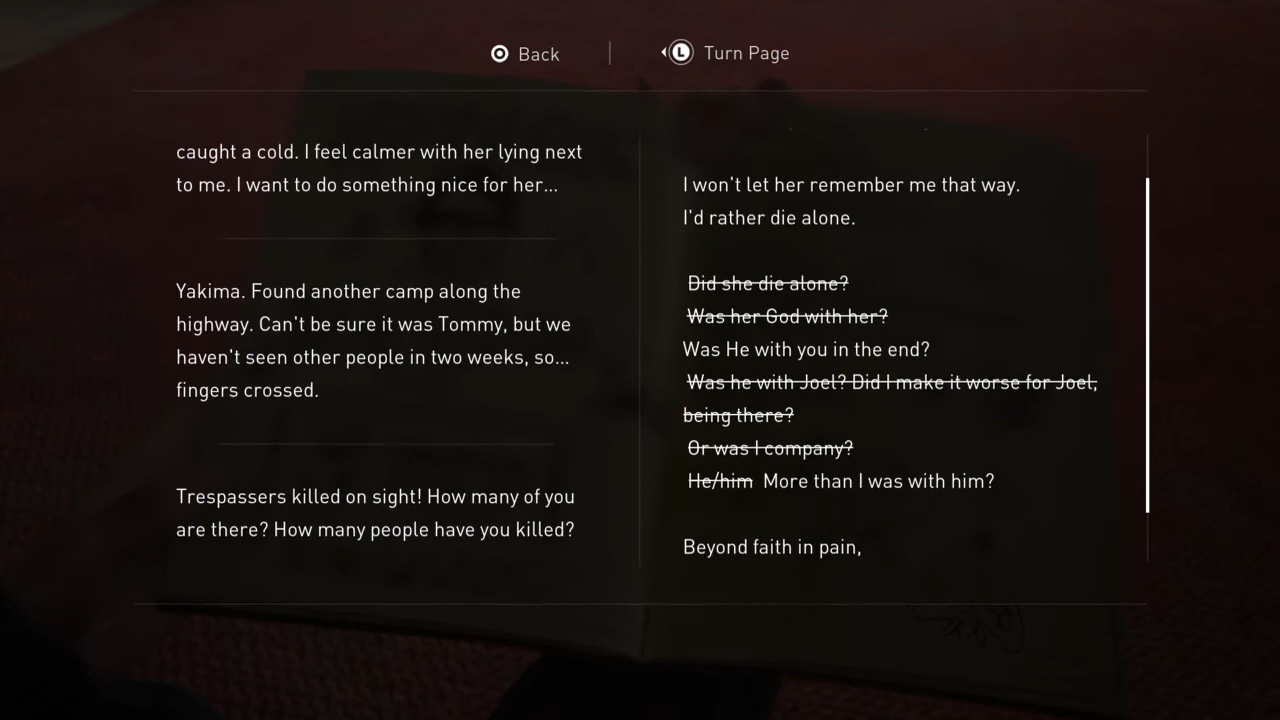 Back
L Turn Page
caught a cold. I feel calmer with her lying next
to me. I want to do something nice for her...
Yakima. Found another camp along the
highway. Can't be sure it was Tommy, but we
haven't seen other people in two weeks, so...
fingers crossed.
Trespassers killed on sight! How many of you
are there? How many people have you killed?
I won't let her remember me that way.
I'd rather die alone.
Did she die alone?
Was her God with her?
Was He with you in the end?
Was he with Joel? Did I make it worse for Joel,
being there?
Or was I company?
He/him More than I was with him?
Beyond faith in pain,